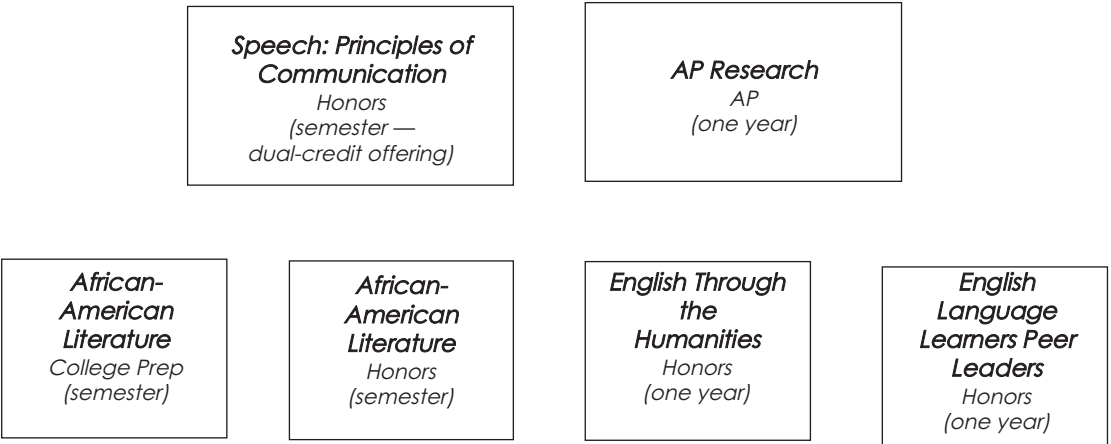 Speech: Principles of
Communication
Honors
(semester —
dual-credit offering)
AP Research
AP
(one year)
African-
American
Literature
College Prep
(semester)
African-
American
Literature
Honors
(semester)
English Through
the
Humanities
Honors
(one year)
English
Language
Learners Peer
Leaders
Honors
(one year)